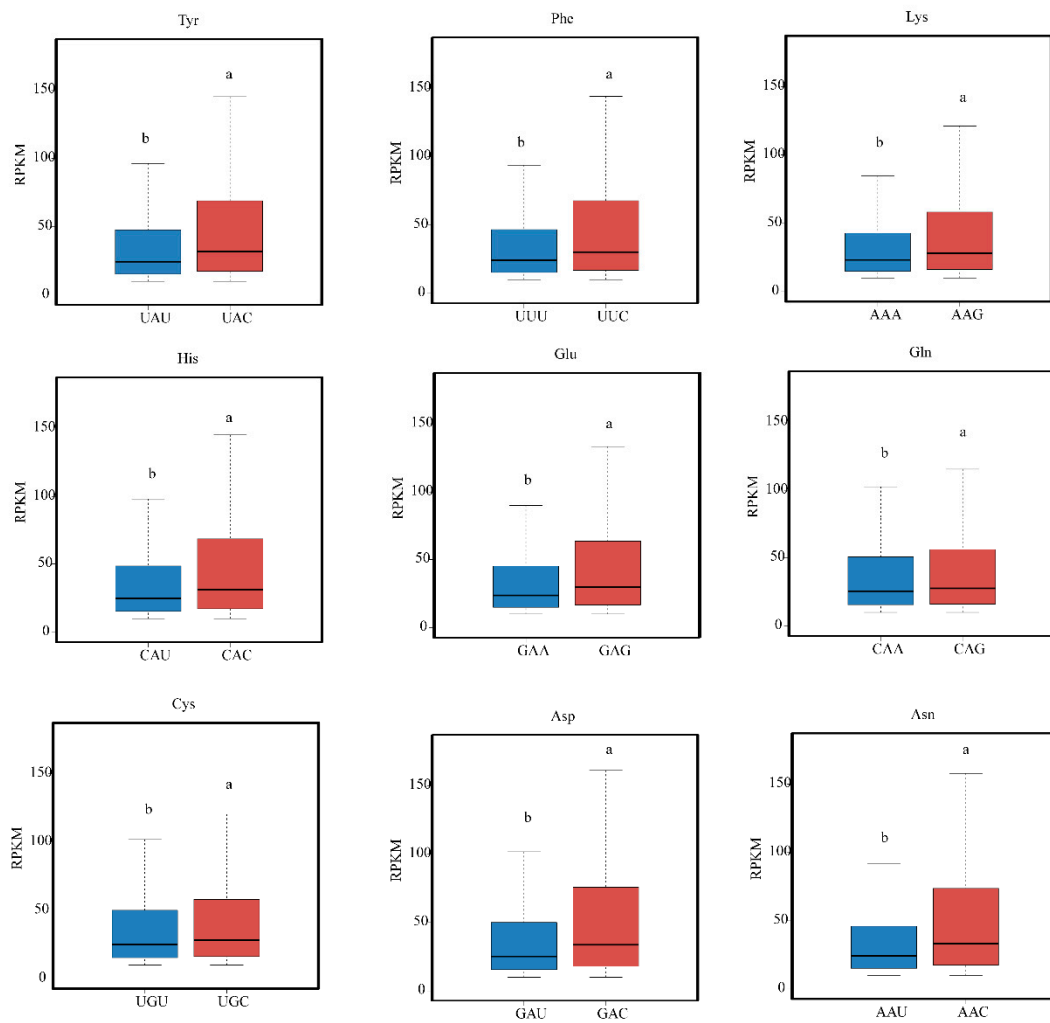 Tyr
Phe
Lys
RPKM
150
100
50
0
b
a
UAU
UAC
RPKM
150
100
50
0
b
a
UUU
UUC
RPKM
150
100
50
0
b
a
AAA
AAG
His
Glu
Gln
RPKM
150
100
50
0
b
a
CAU
CAC
RPKM
150
100
50
0
b
a
GAA
GAG
RPKM
150
100
50
0
b
a
CAA
CAG
Cys
Asp
Asn
RPKM
150
100
50
0
b
a
UGU
UGC
RPKM
150
100
50
0
b
a
GAU
GAC
RPKM
150
100
50
0
b
a
AAU
AAC